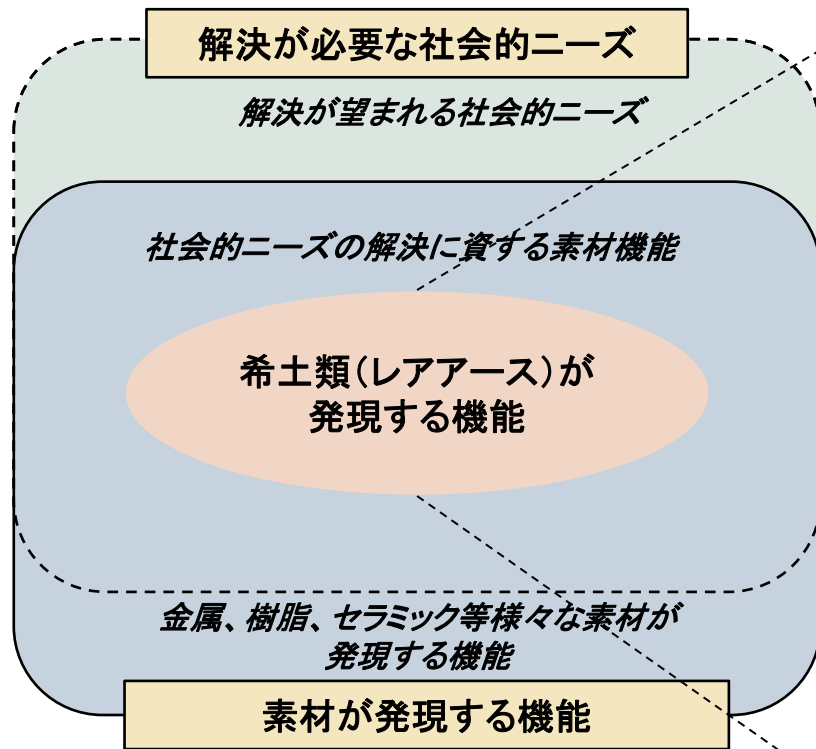 解決が必要な社会的ニーズ
解決が望まれる社会的ニーズ
社会的ニーズの解決に資する素材機能
希土類(レアアース)が
発現する機能
金属、樹脂、セラミック等様々な素材が
発現する機能
素材が発現する機能